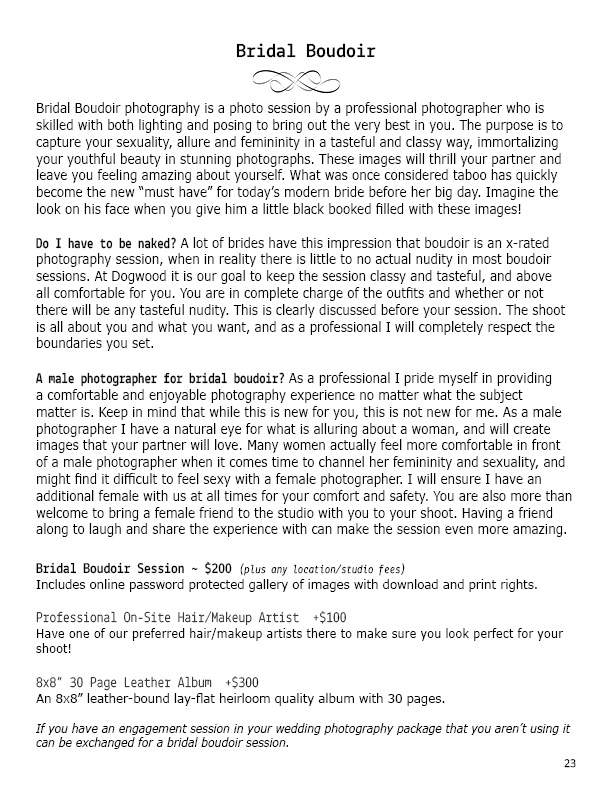 Bridal Boudoir
Bridal Boudoir photography is a photo session by a professional photographer who is
skilled with both lighting and posing to bring out the very best in you. The purpose is to
capture your sexuality, allure and femininity in a tasteful and classy way, immortalizing
your youthful beauty in stunning photographs. These images will thrill your partner and
leave you feeling amazing about yourself. What was once considered taboo has quickly
become the new “must have” for today’s modern bride before her big day. Imagine the
look on his face when you give him a little black booked filled with these images!
Do I have to be naked? A lot of brides have this impression that boudoir is an x-rated
photography session, when in reality there is little to no actual nudity in most boudoir
sessions. At Dogwood it is our goal to keep the session classy and tasteful, and above
all comfortable for you. You are in complete charge of the outfits and whether or not
there will be any tasteful nudity. This is clearly discussed before your session. The shoot
is all about you and what you want, and as a professional I will completely respect the
boundaries you set.
A male photographer for bridal boudoir? As a professional I pride myself in providing
a comfortable and enjoyable photography experience no matter what the subject
matter is. Keep in mind that while this is new for you, this is not new for me. As a male
photographer I have a natural eye for what is alluring about a woman, and will create
images that your partner will love. Many women actually feel more comfortable in front
of a male photographer when it comes time to channel her femininity and sexuality, and
might find it difficult to feel sexy with a female photographer. I will ensure I have an
additional female with us at all times for your comfort and safety. You are also more than
welcome to bring a female friend to the studio with you to your shoot. Having a friend
along to laugh and share the experience with can make the session even more amazing.
Bridal Boudoir Session ~ $200 (plus any location/studio fees)
Includes online password protected gallery of images with download and print rights.
Professional On-Site Hair/Makeup Artist +$100
Have one of our preferred hair/makeup artists there to make sure you look perfect for your
shoot!
8x8” 30 Page Leather Album +$300
An 8x8” leather-bound lay-flat heirloom quality album with 30 pages.
If you have an engagement session in your wedding photography package that you aren’t using it
can be exchanged for a bridal boudoir session.
23